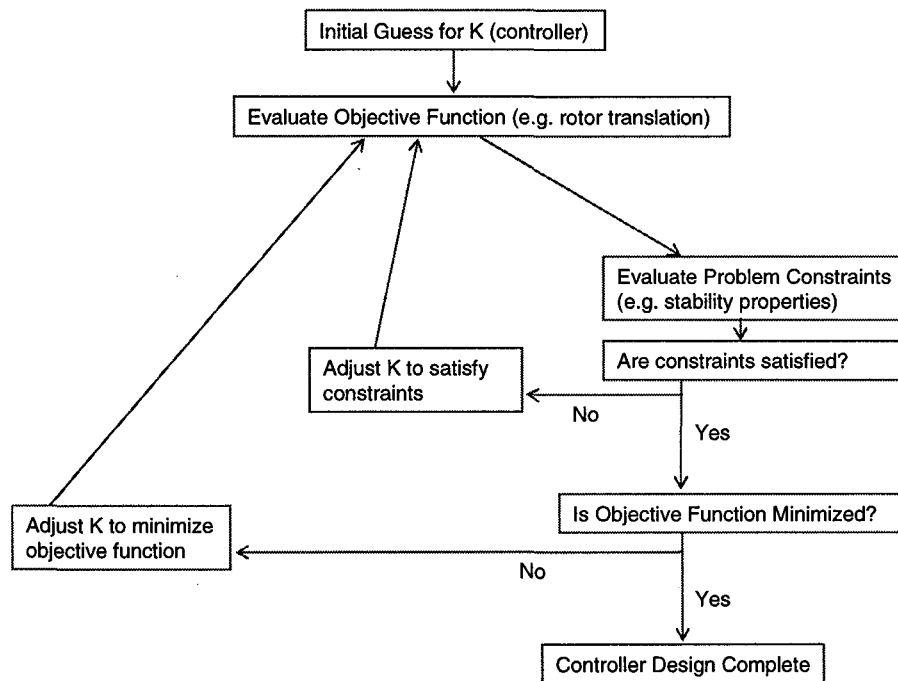 Initial Guess for K (controller)
Evaluate Objective Function (e.g. rotor translation)
Evaluate Problem Constraints
(e.g. stability properties)
Are constraints satisfied?
Adjust K to satisfy
constraints
No
Yes
Is Objective Function Minimized?
Adjust K to minimize
objective function
No
Yes
Controller Design Complete